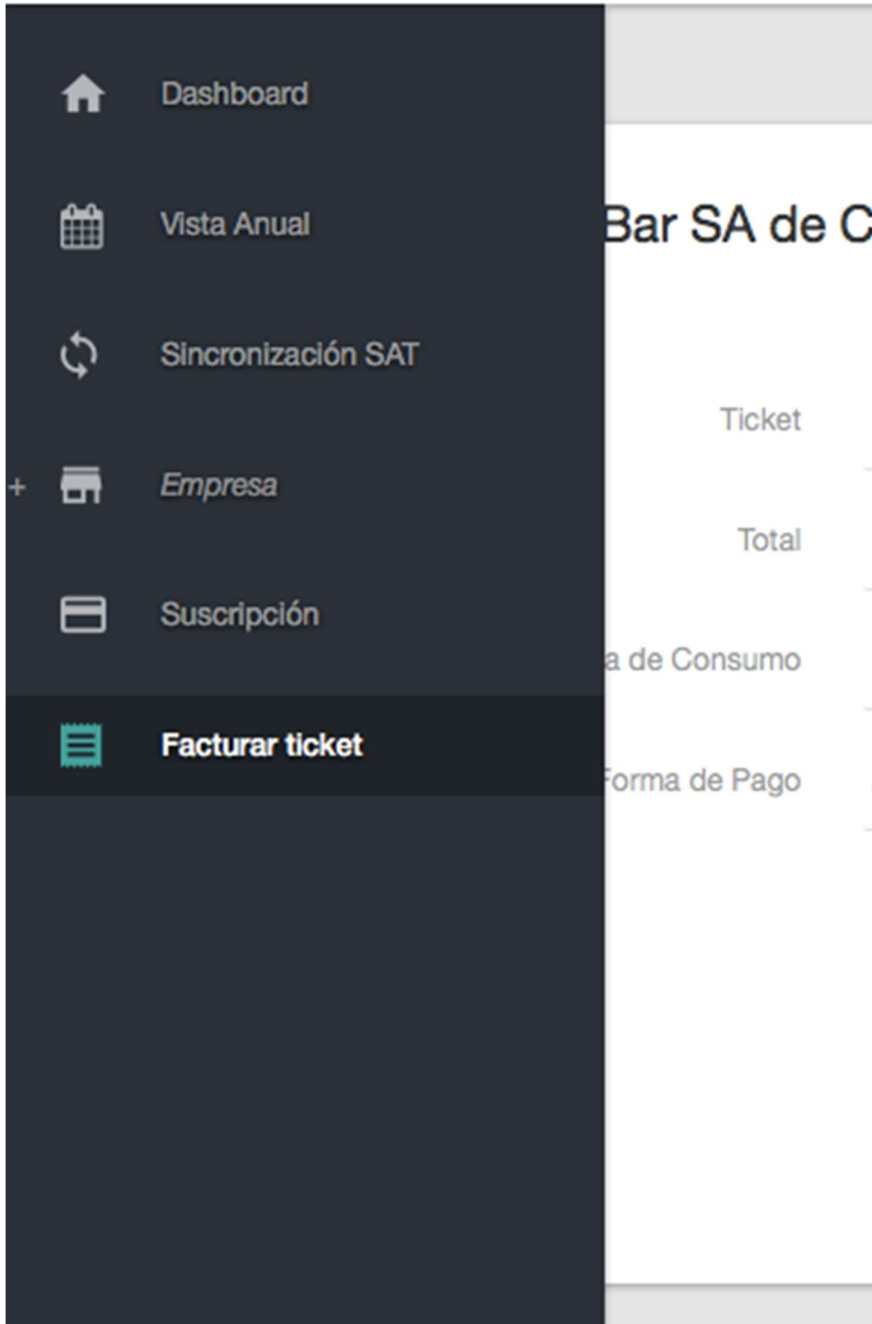 Dashboard
Vista Anual
Sincronización SAT
+ Empresa
Suscripción
Facturar ticket
Bar SA de C
Ticket
Total
a de Consumo
Forma de Pago